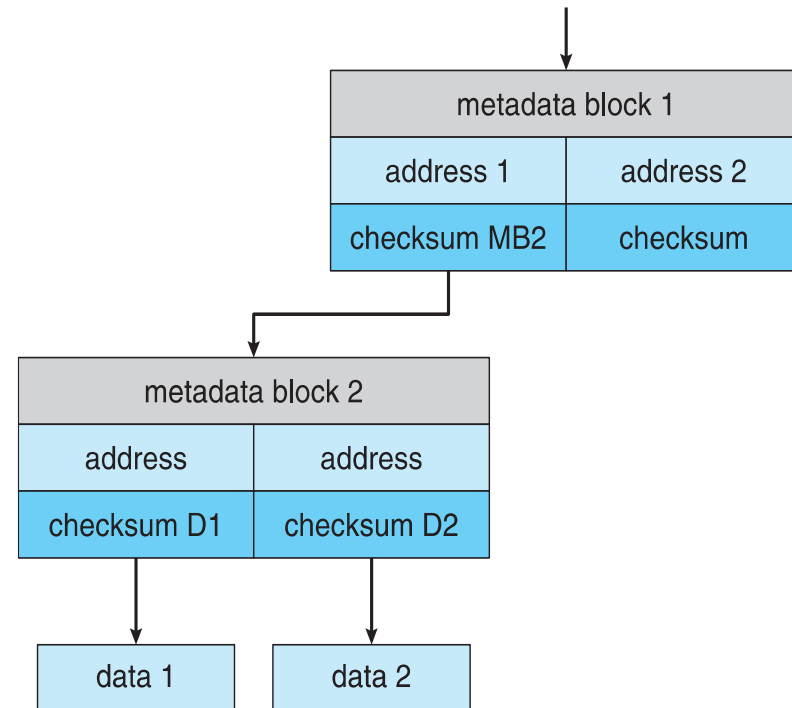 metadata block 1
address 1 address 2
checksum MB2 checksum
metadata block 2
address address
checksum D1 checksum D2
data 1 data 2